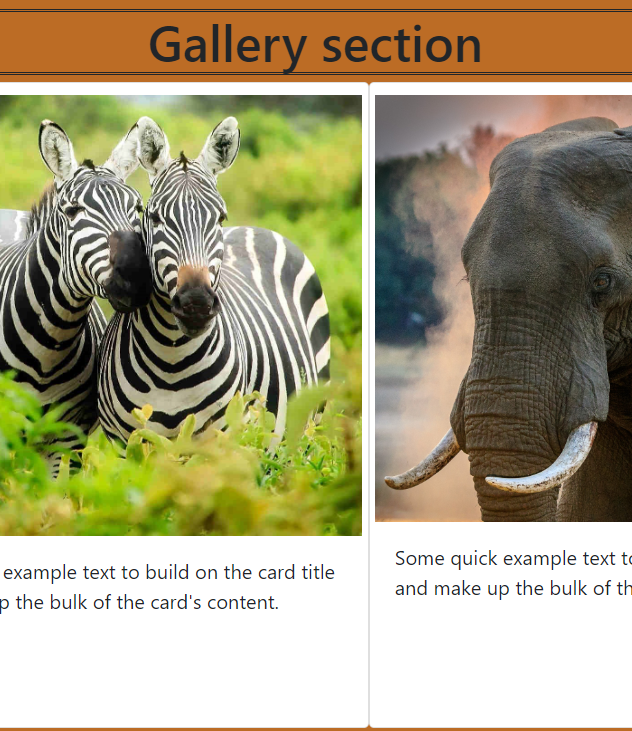 Gallery section
example text to build on the card title
p the bulk of the card's content.
Some quick example text to
and make up the bulk of th